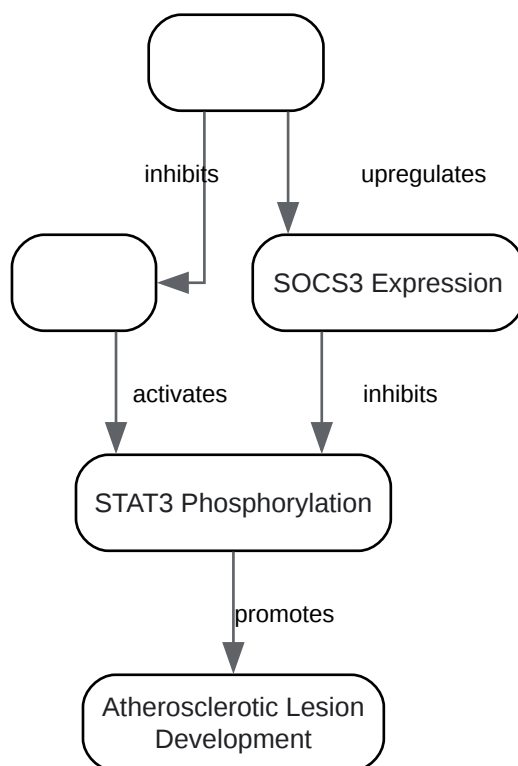 inhibits
upregulates
SOCS3 Expression
activates
inhibits
STAT3 Phosphorylation
promotes
Atherosclerotic Lesion
Development